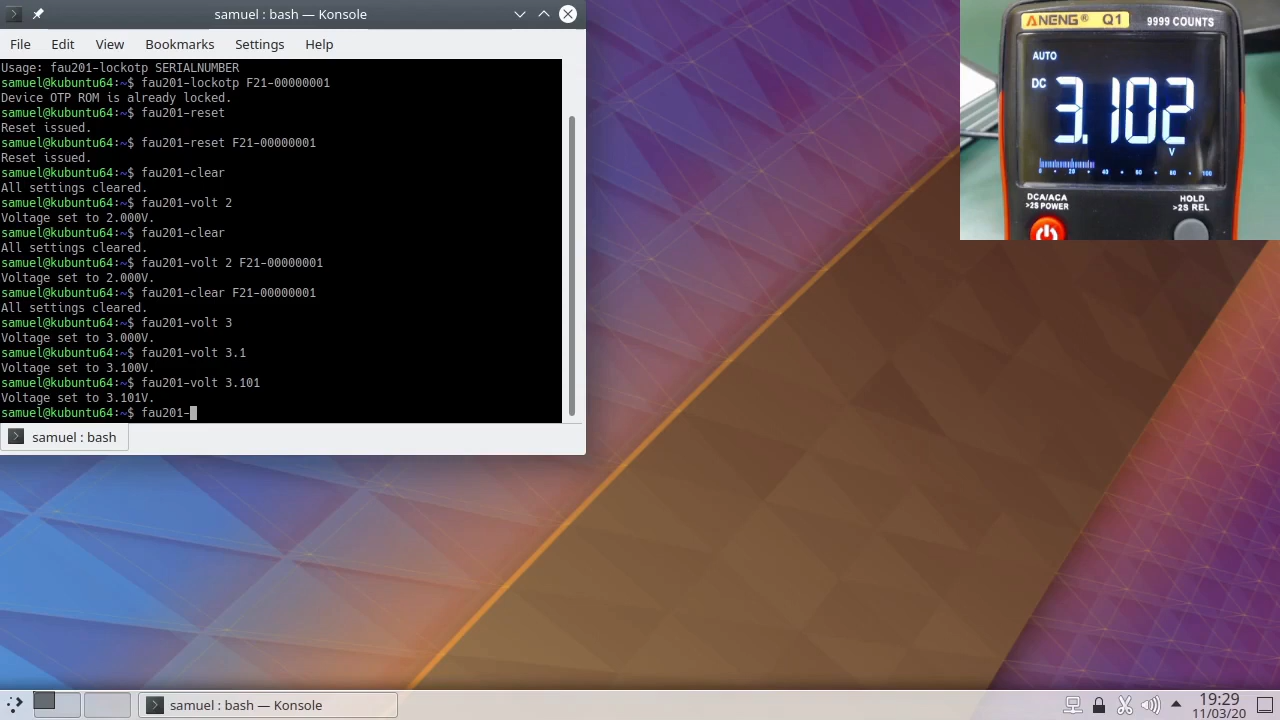 samuel : bash — Konsole
File Edit View Bookmarks Settings Help
Usage: fau201-lockotp SERIALNUMBER
samuel@kubuntu64:~$ fau201-lockotp F21-00000001
Device OTP ROM is already locked.
samuel@kubuntu64:~$ fau201-reset
Reset issued.
samuel@kubuntu64:~$ fau201-reset F21-00000001
Reset issued.
samuel@kubuntu64:~$ fau201-clear
All settings cleared.
samuel@kubuntu64:~$ fau201-volt 2
Voltage set to 2.000V.
samuel@kubuntu64:~$ fau201-clear
All settings cleared.
samuel@kubuntu64:~$ fau201-volt 2 F21-00000001
Voltage set to 2.000V.
samuel@kubuntu64:~$ fau201-clear F21-00000001
All settings cleared.
samuel@kubuntu64:~$ fau201-volt 3
Voltage set to 3.000V.
samuel@kubuntu64:~$ fau201-volt 3.1
Voltage set to 3.100V.
samuel@kubuntu64:~$ fau201-volt 3.101
Voltage set to 3.101V.
samuel@kubuntu64:~$ fau201-
samuel : bash
ANENG® Q1 9999 COUNTS
AUTO
DC 3.102
V
0 20 40 60 80 100
DCA/ACA HOLD
>2S POWER >2S REL
samuel : bash — Konsole
19:29
11/03/20